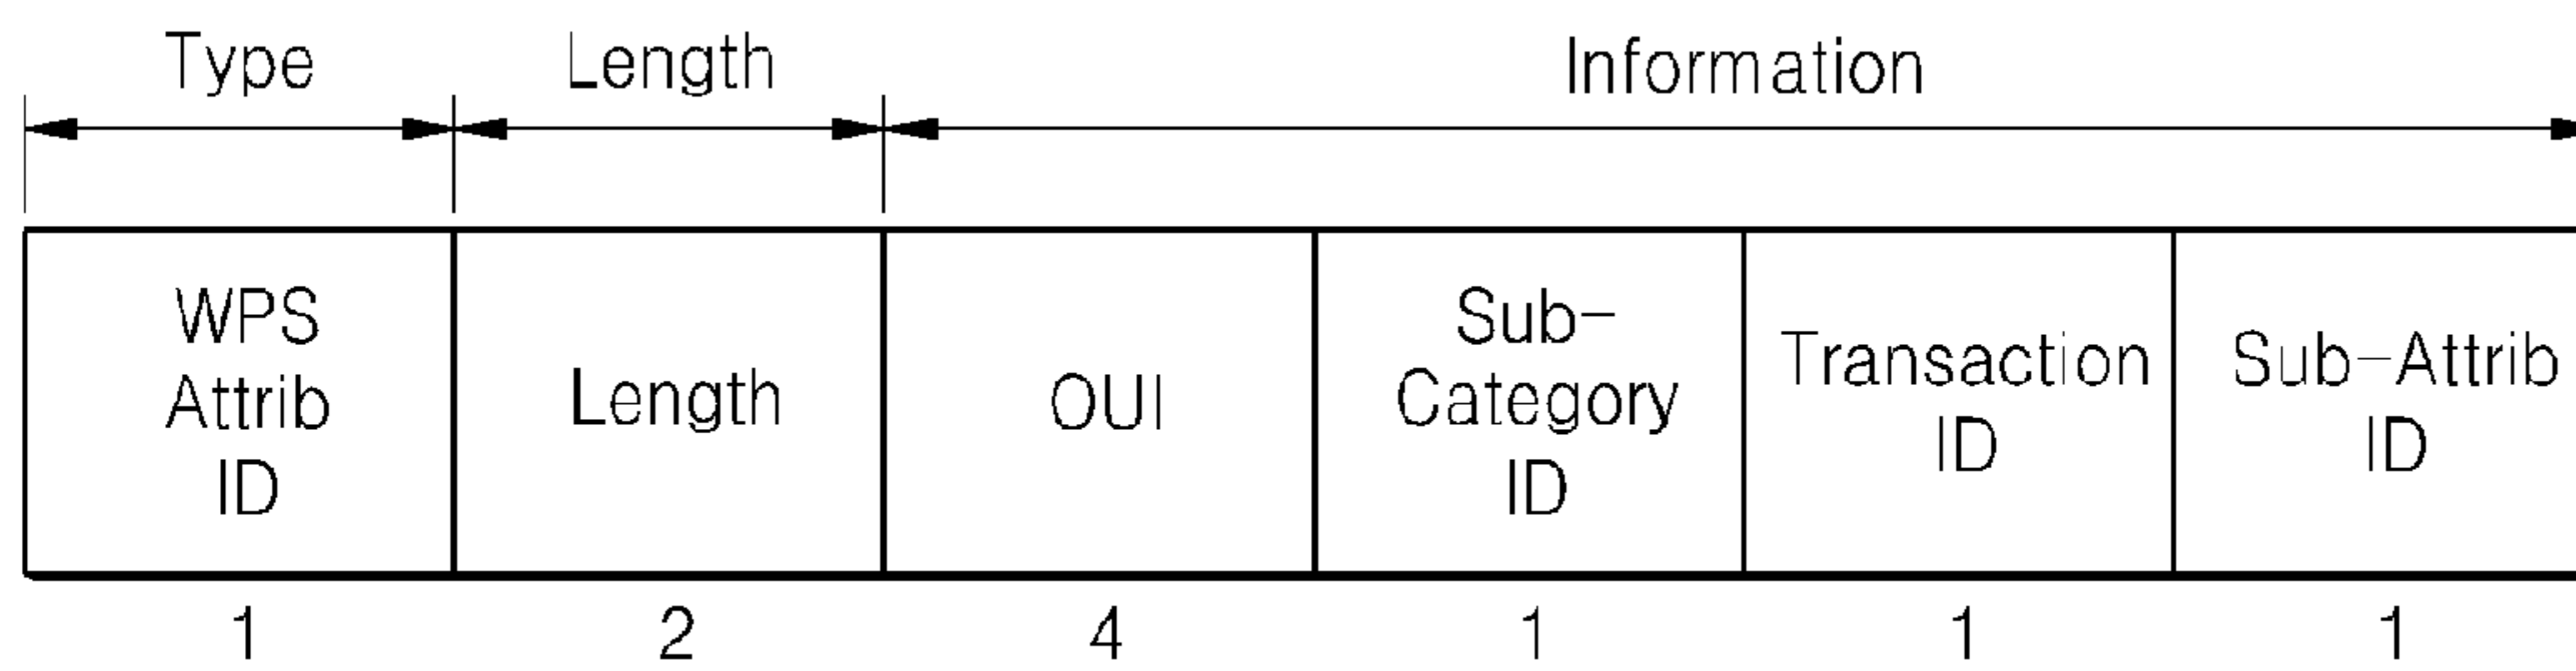 Type Length Information
WPS
Attrib
ID
Length
OUI
Sub-
Category
ID
Transaction
ID
Sub-Attrib
ID
1 2 4 1 1 1